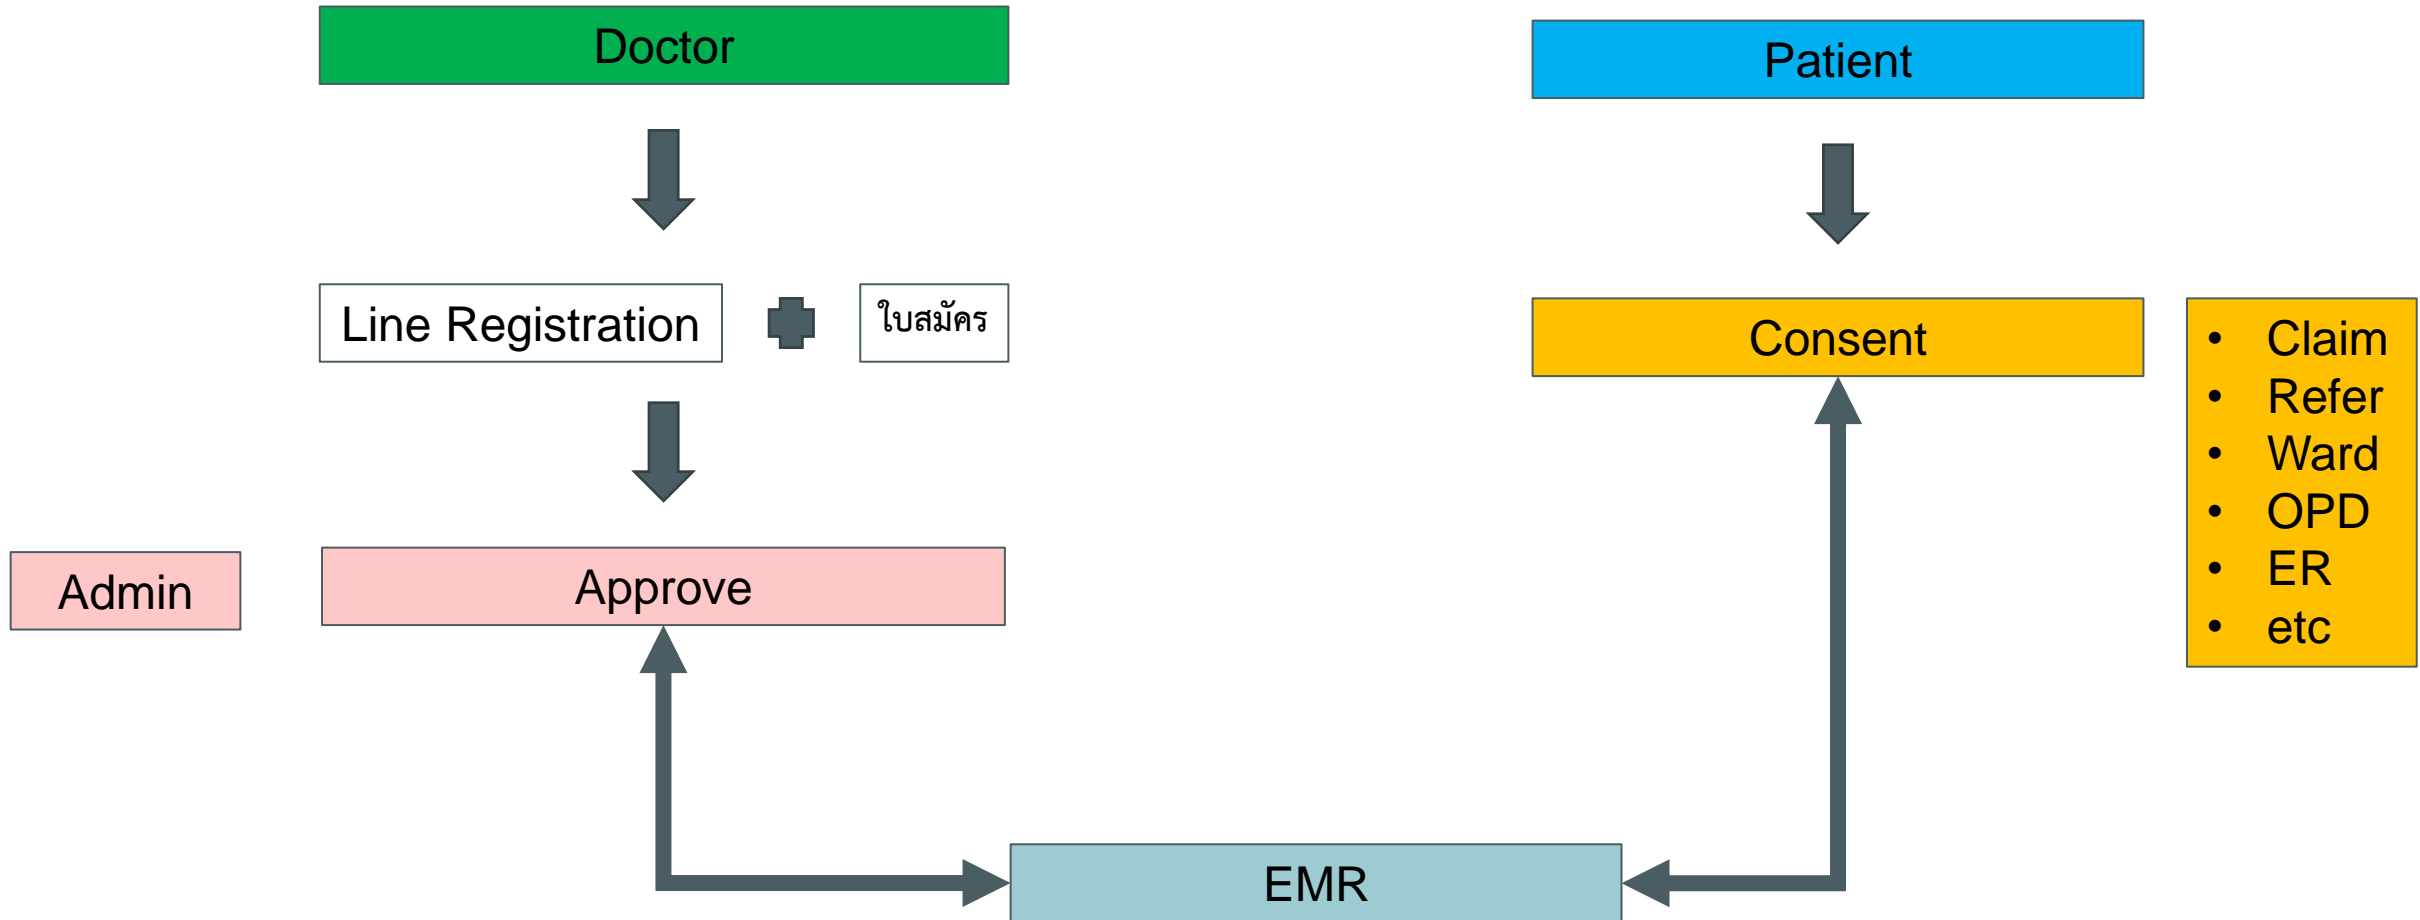 Doctor
Patient
Line Registration
ใบสมัคร
Consent
• Claim
• Refer
• Ward
• OPD
• ER
• etc
Admin
Approve
EMR